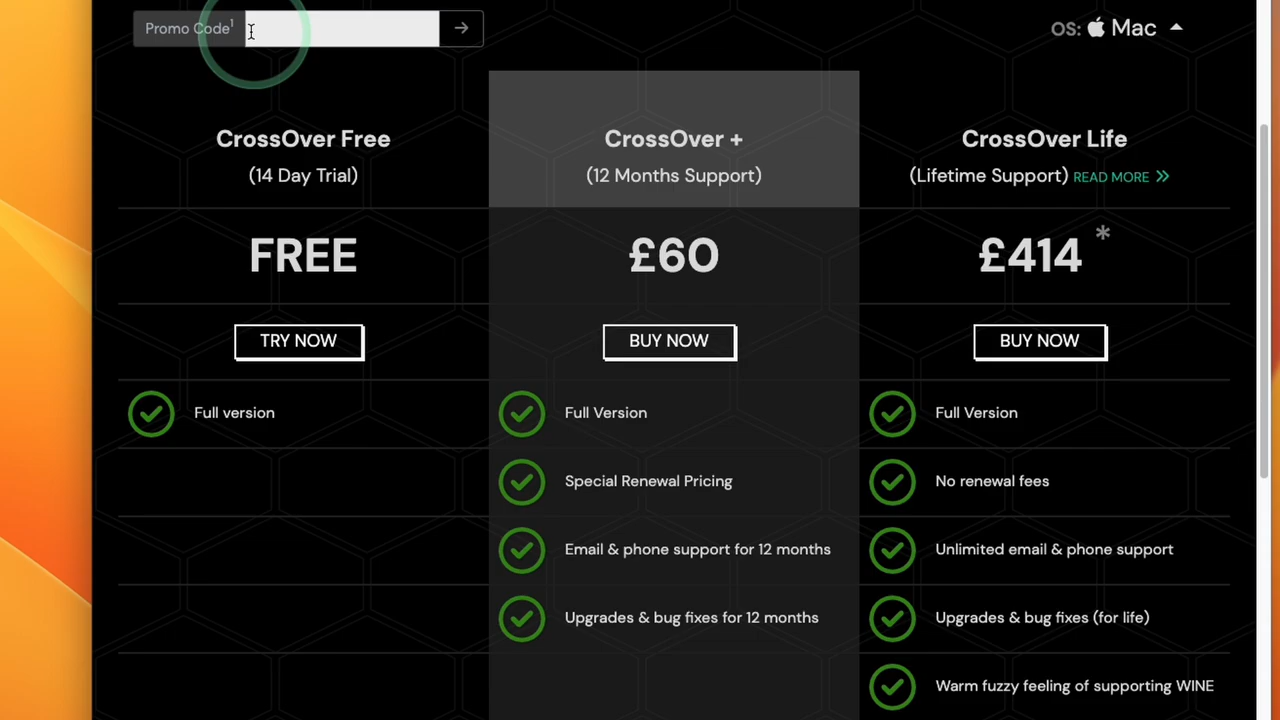 Promo Code1
OS: Mac
CrossOver Free
(14 Day Trial)
FREE
TRY NOW
Full version
CrossOver +
(12 Months Support)
£60
BUY NOW
Full Version
Special Renewal Pricing
Email & phone support for 12 months
Upgrades & bug fixes for 12 months
CrossOver Life
(Lifetime Support) READ MORE »
£414 *
BUY NOW
Full Version
No renewal fees
Unlimited email & phone support
Upgrades & bug fixes (for life)
Warm fuzzy feeling of supporting WINE